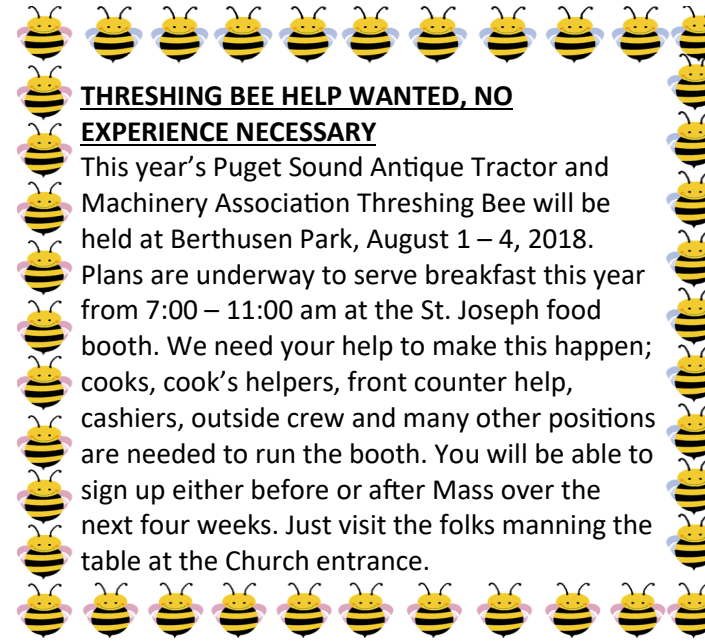 THRESHING BEE HELP WANTED, NO
EXPERIENCE NECESSARY
This year’s Puget Sound Antique Tractor and
Machinery Association Threshing Bee will be
held at Berthusen Park, August 1 – 4, 2018.
Plans are underway to serve breakfast this year
from 7:00 – 11:00 am at the St. Joseph food
booth. We need your help to make this happen;
cooks, cook’s helpers, front counter help,
cashiers, outside crew and many other positions
are needed to run the booth. You will be able to
sign up either before or after Mass over the
next four weeks. Just visit the folks manning the
table at the Church entrance.